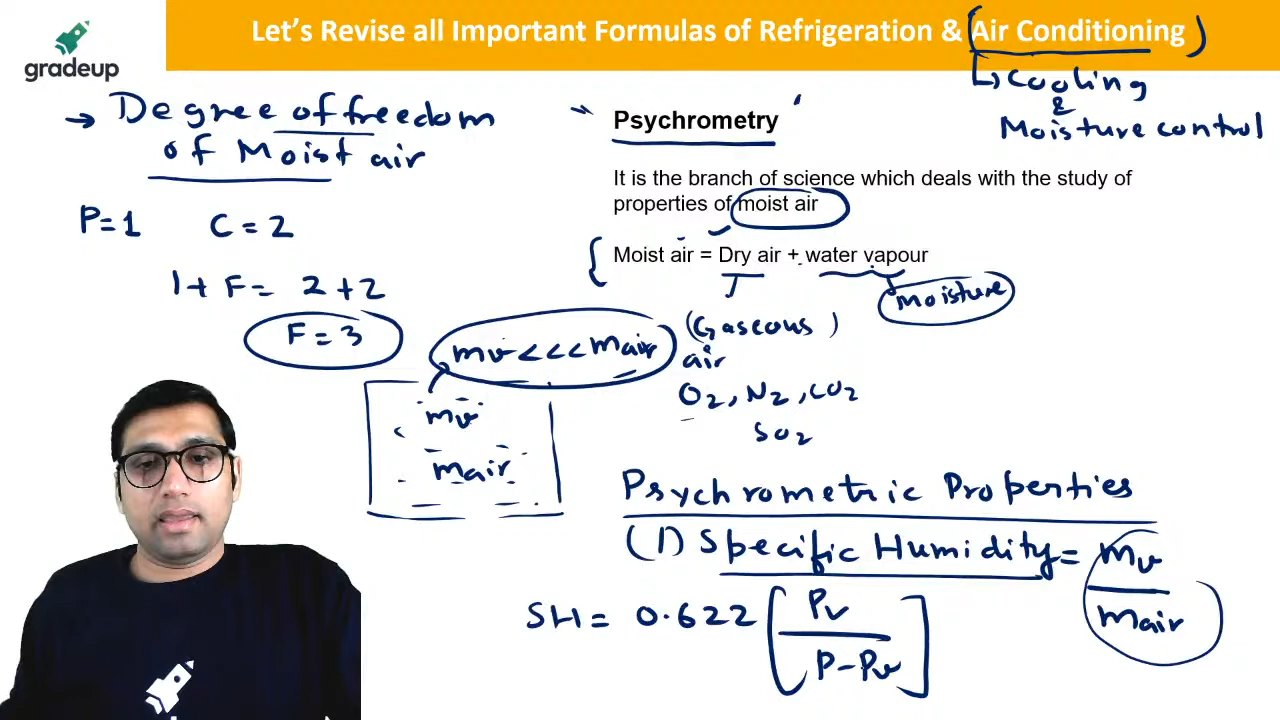 Let's Revise all Important Formulas of Refrigeration & Air Conditioning
gradeup
cooling
&
Moisture control
Degree of freedom
of Moist air
P=1 C=2
1+F= 2+2
F=3
mv<<<mair
mv
mair
Psychrometry
It is the branch of science which deals with the study of
properties of moist air
Moist air = Dry air + water vapour
moisture
(Gaseous)
air
O2, N2, CO2
SO2
Psychrometric Properties
(1) Specific Humidity = mv/mair
SH= 0.622 [Pv/P-Pv]